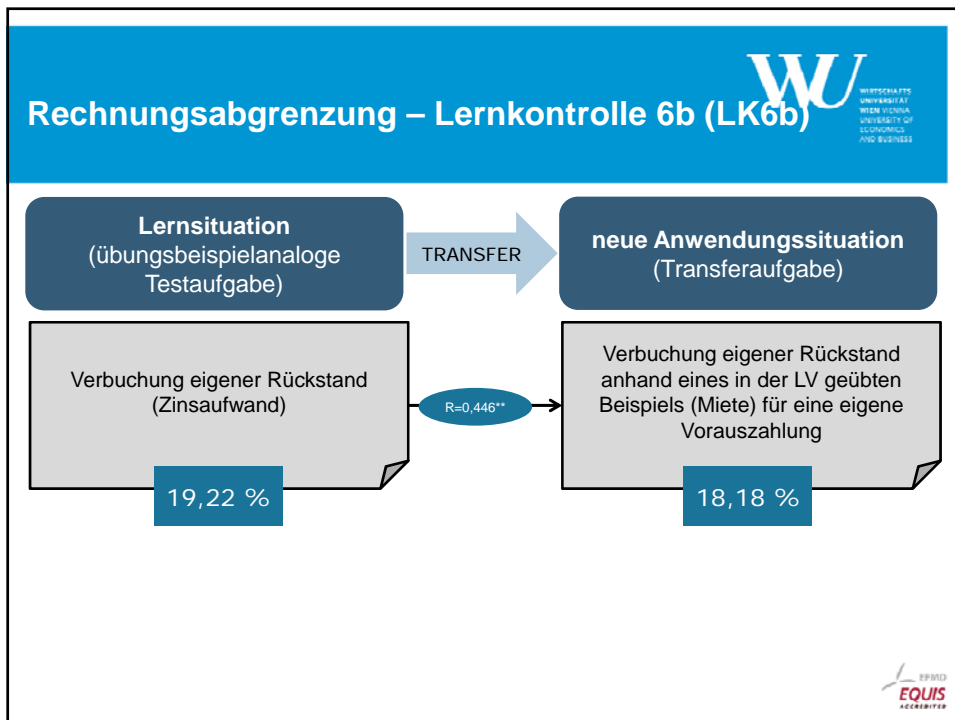 Rechnungsabgrenzung – Lernkontrolle 6b (LK6b)
WU
WIRTSCHAFTS
UNIVERSITÄT
WIEN VIENNA
UNIVERSITY OF
ECONOMICS
AND BUSINESS
Lernsituation
(übungsbeispielanaloge
Testaufgabe)
TRANSFER
neue Anwendungssituation
(Transferaufgabe)
Verbuchung eigener Rückstand
(Zinsaufwand)
R=0,446**
Verbuchung eigener Rückstand
anhand eines in der LV geübten
Beispiels (Miete) für eine eigene
Vorauszahlung
19,22 %
18,18 %
EFMD
EQUIS
ACCREDITED